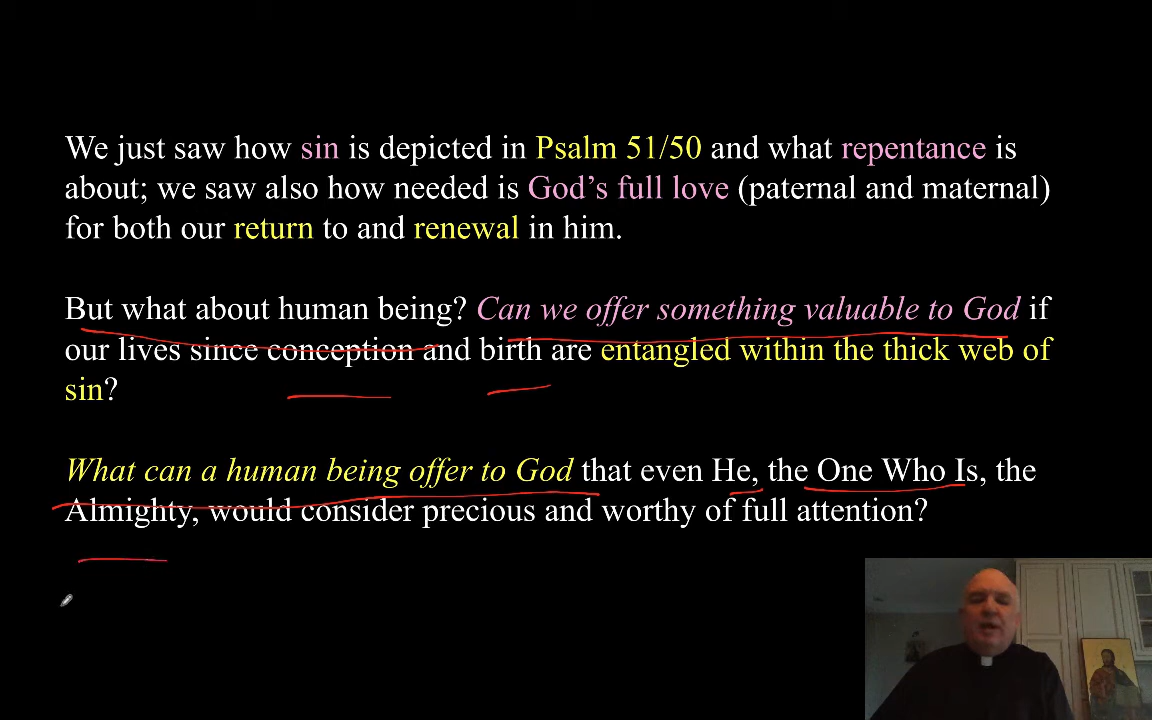 We just saw how sin is depicted in Psalm 51/50 and what repentance is
about; we saw also how needed is God’s full love (paternal and maternal)
for both our return to and renewal in him.
But what about human being? Can we offer something valuable to God if
our lives since conception and birth are entangled within the thick web of
sin?
What can a human being offer to God that even He, the One Who Is, the
Almighty, would consider precious and worthy of full attention?